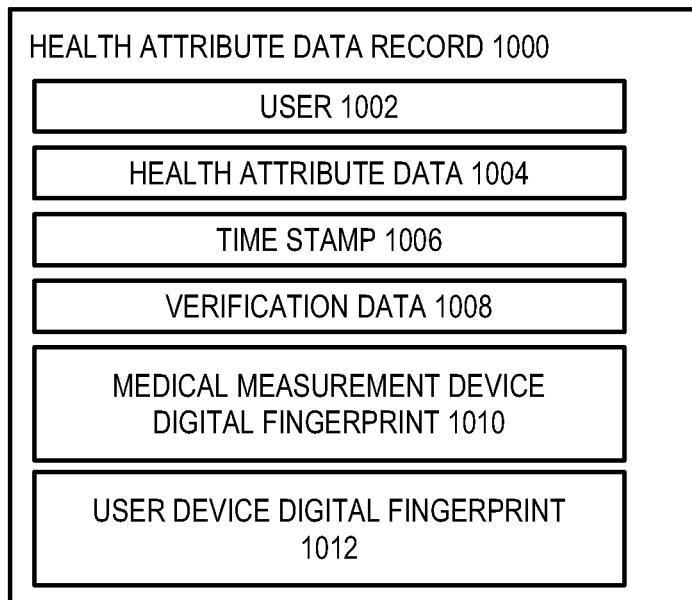 HEALTH ATTRIBUTE DATA RECORD 1000
USER 1002
HEALTH ATTRIBUTE DATA 1004
TIME STAMP 1006
VERIFICATION DATA 1008
MEDICAL MEASUREMENT DEVICE
DIGITAL FINGERPRINT 1010
USER DEVICE DIGITAL FINGERPRINT
1012